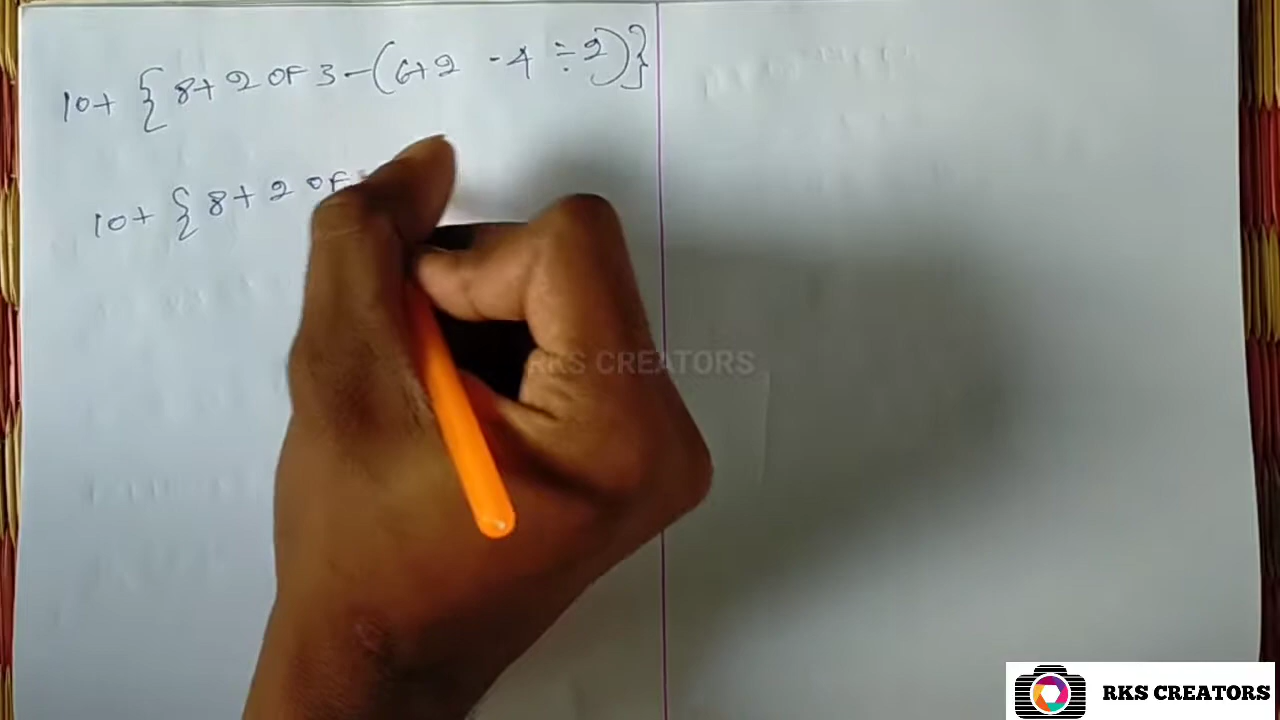 10+ { 8+ 2 OF 3 - (6+2 - 4 ÷ 2)}
10+ { 8+ 2 OF
RKS CREATORS
RKS CREATORS